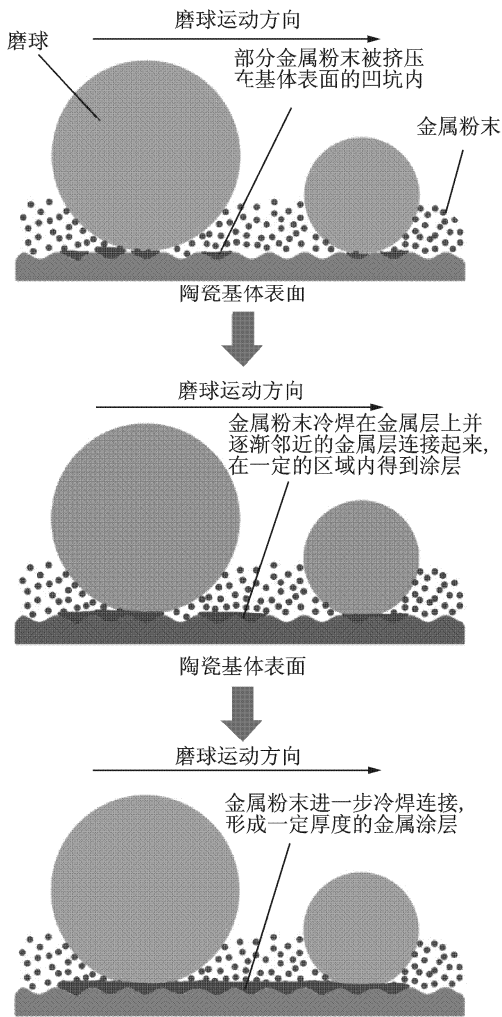 磨球运动方向
磨球
部分金属粉末被挤压
在基体表面的凹坑内
金属粉末
陶瓷基体表面
磨球运动方向
金属粉末冷焊在金属层上并
逐渐邻近的金属层连接起来,
在一定的区域内得到涂层
陶瓷基体表面
磨球运动方向
金属粉末进一步冷焊连接,
形成一定厚度的金属涂层